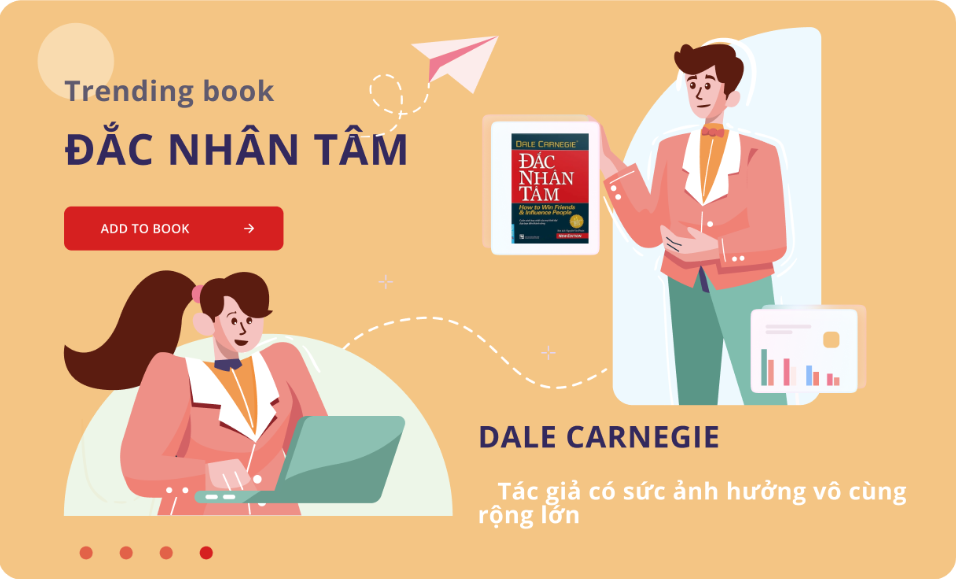 Trending book
ĐẮC NHÂN TÂM
ADD TO BOOK
DALE CARNEGIE
ĐẮC
NHÂN
TÂM
How to Win Friends
& Influence People
DALE CARNEGIE
Tác giả có sức ảnh hưởng vô cùng
rộng lớn